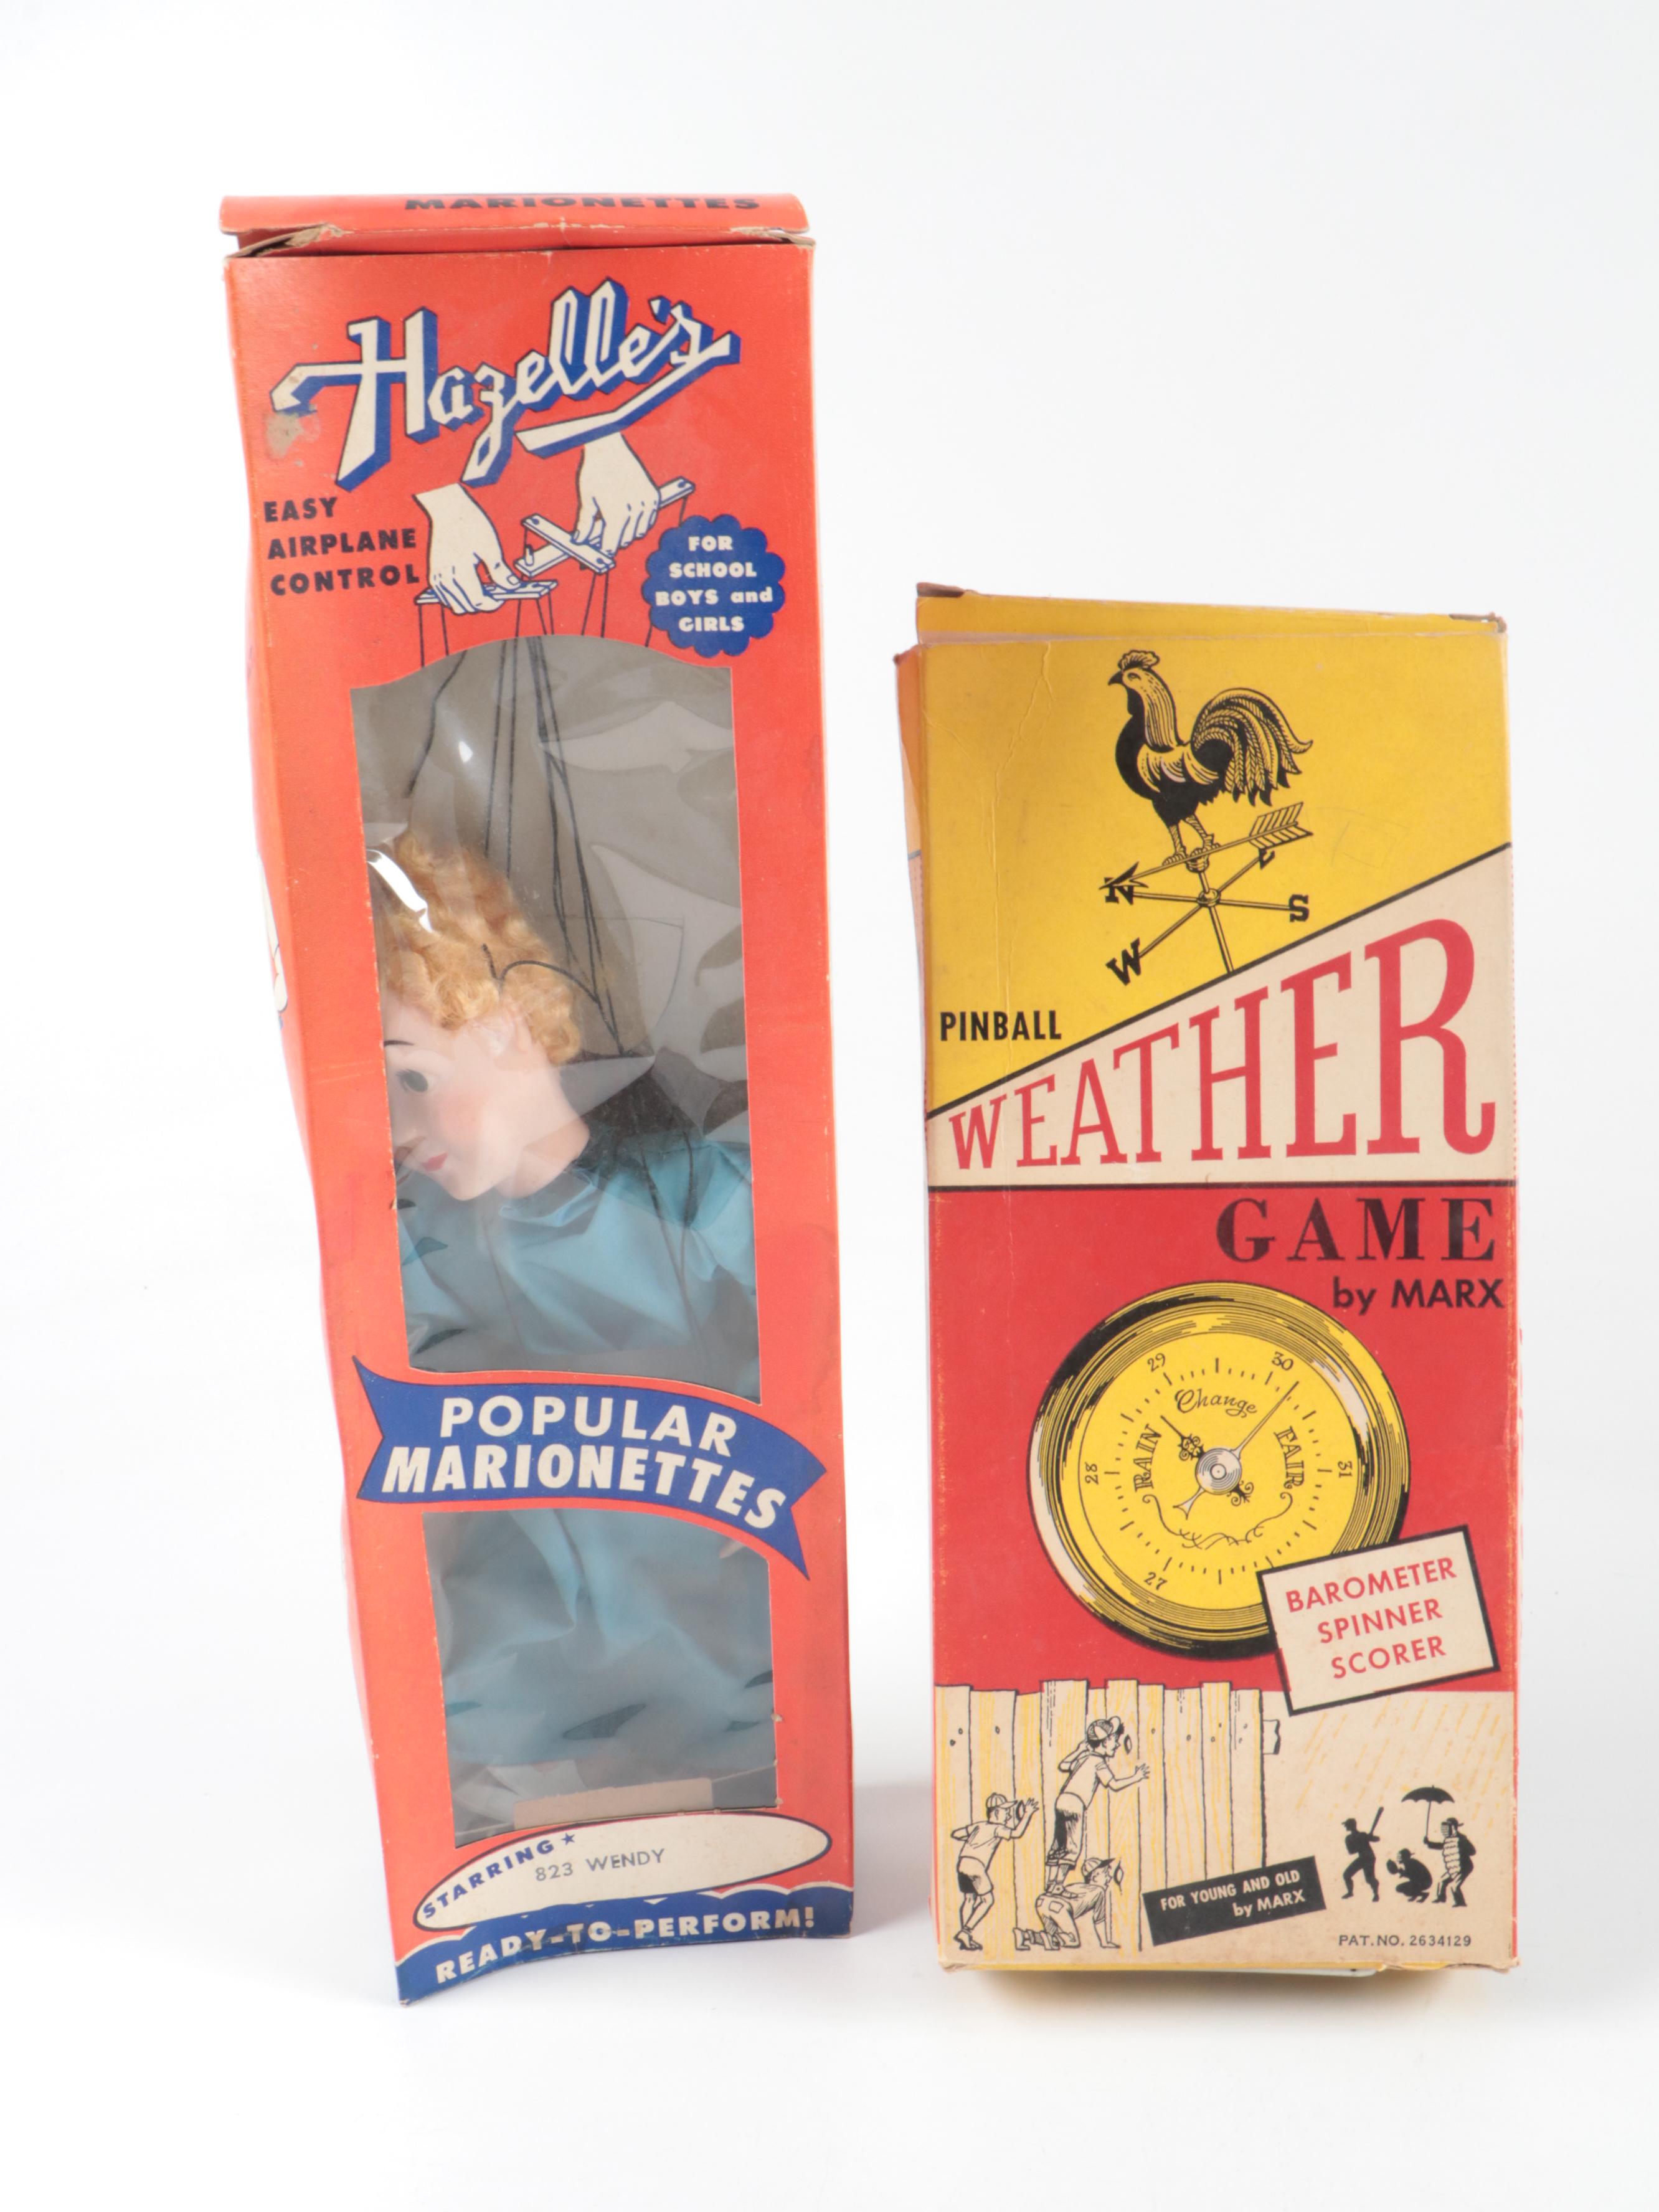 MARIONETTES
Hazelle's
EASY
AIRPLANE
CONTROL
FOR
SCHOOL
BOYS and
GIRLS
POPULAR
MARIONETTES
STARRING
823 WENDY
READY-TO-PERFORM!
N
E
S
W
PINBALL
WEATHER
GAME
by MARX
29
30
Change
RAIN
FAIR
28
31
27
BAROMETER
SPINNER
SCORER
FOR YOUNG AND OLD
by MARX
PAT. NO. 2634129